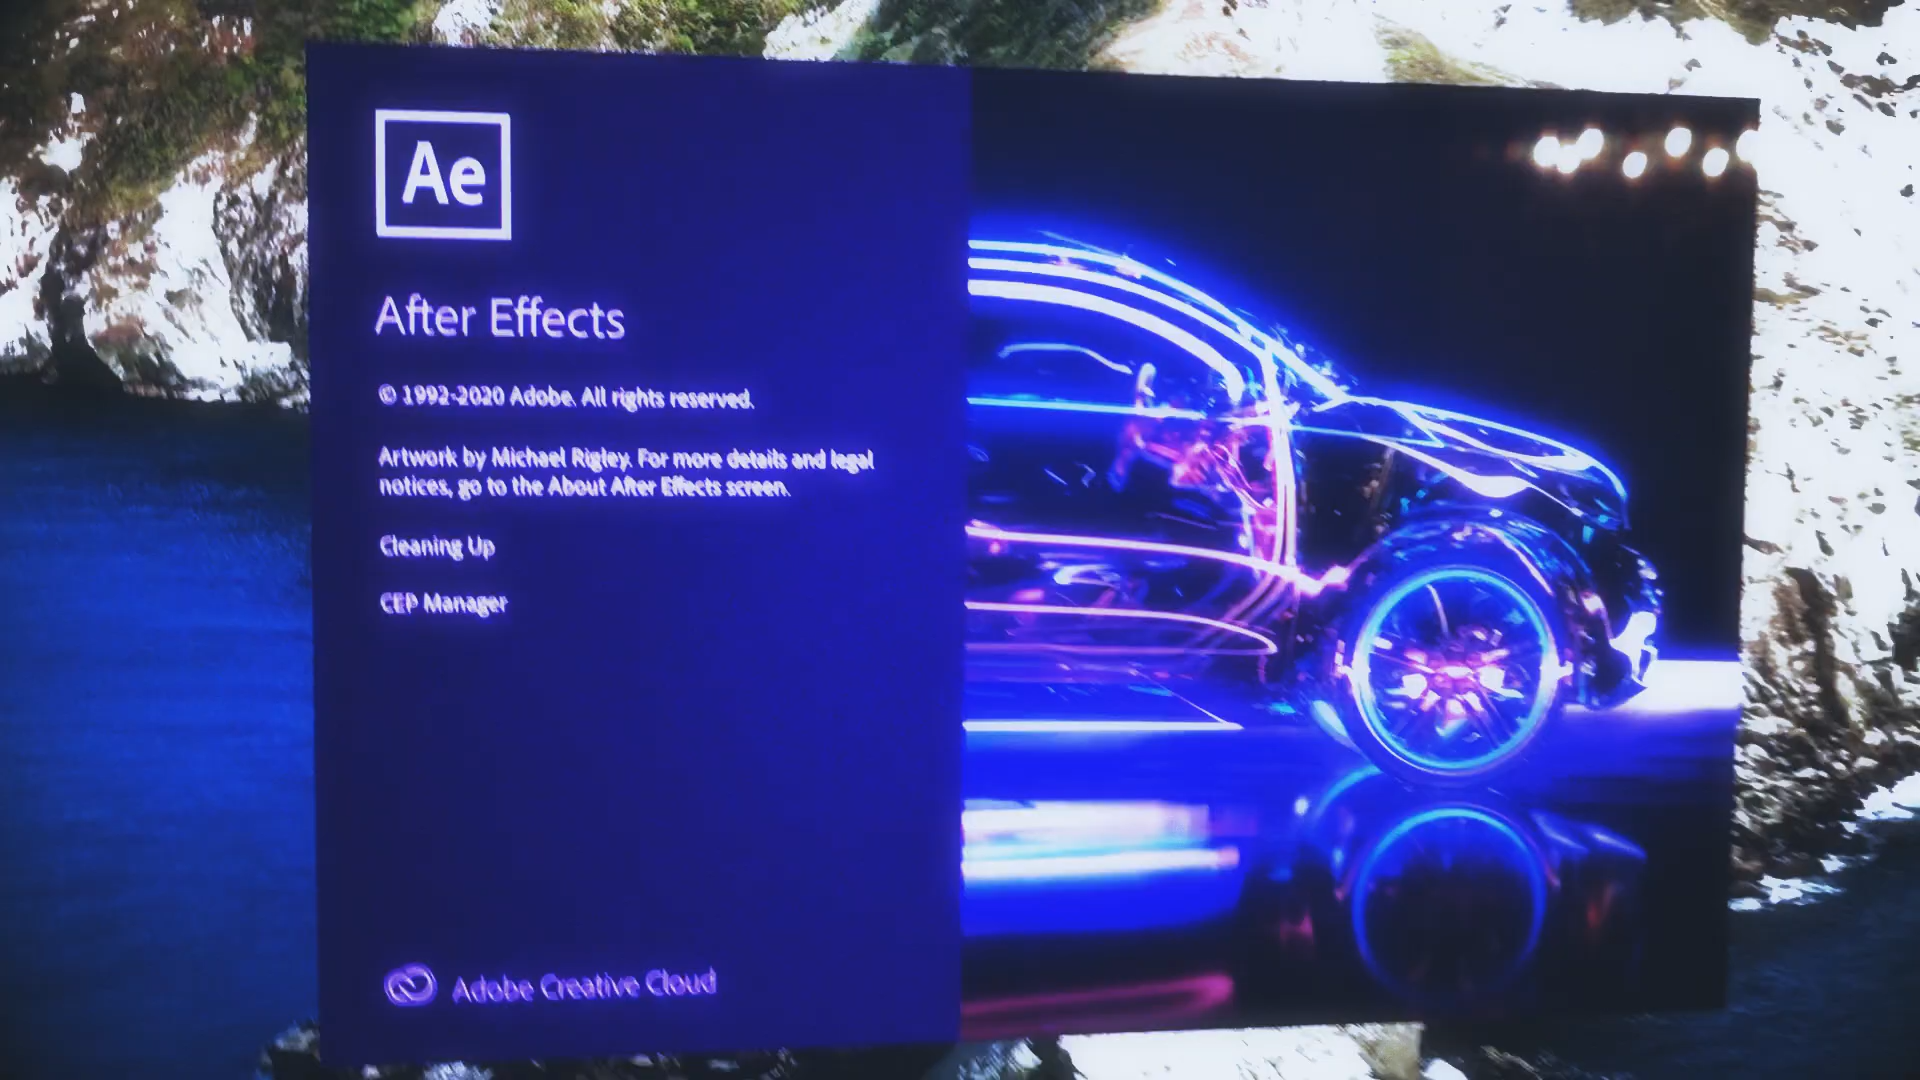 Ae
After Effects
© 1992-2020 Adobe. All rights reserved.
Artwork by Michael Rigley. For more details and legal
notices, go to the About After Effects screen.
Cleaning Up
CEP Manager
Adobe Creative Cloud